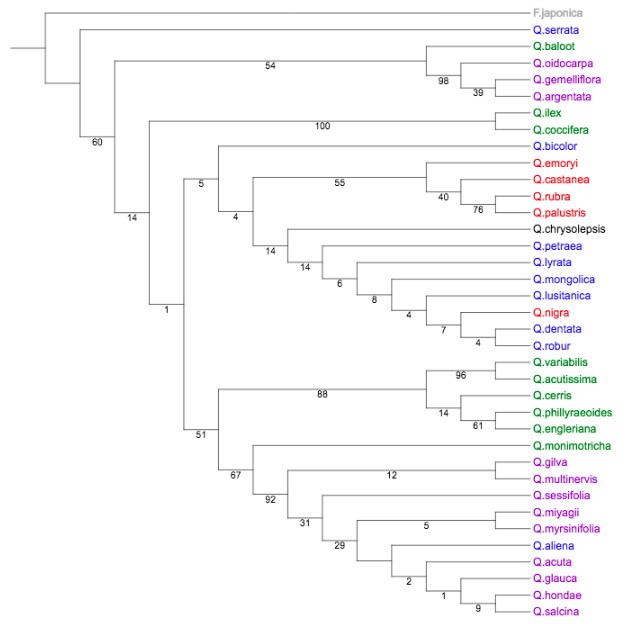 F.japonica
Q.serrata
Q.baloot
54
Q.oidocarpa
98
Q.gemelliflora
39
Q.argentata
Q.ilex
100
Q.coccifera
60
Q.bicolor
Q.emoryi
5
55
Q.castanea
40
Q.rubra
76
Q.palustris
14
4
Q.chrysolepsis
14
Q.petraea
14
Q.lyrata
6
Q.mongolica
8
Q.lusitanica
1
4
Q.nigra
7
Q.dentata
4
Q.robur
Q.variabilis
96
Q.acutissima
88
Q.cerris
14
Q.phyllyraeoides
61
Q.engleriana
51
Q.monimotricha
Q.gilva
67
12
Q.multinervis
92
Q.sessifolia
Q.miyagii
31
5
Q.myrsinifolia
29
Q.aliena
Q.acuta
2
Q.glauca
1
Q.hondae
9
Q.salcina